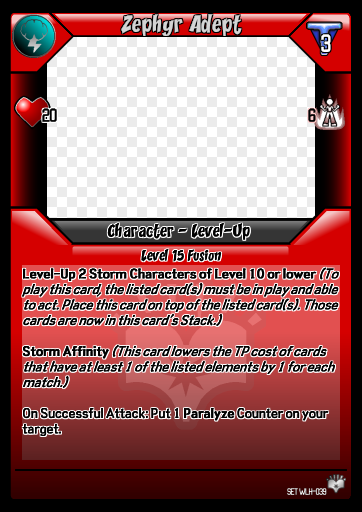 Zephyr Adept
3
20
6
Character - Level-Up
Level 15 Fusion
Level-Up 2 Storm Characters of Level 10 or lower (To
play this card, the listed card(s) must be in play and able
to act. Place this card on top of the listed card(s). Those
cards are now in this card's Stack.)
Storm Affinity (This card lowers the TP cost of cards
that have at least 1 of the listed elements by 1 for each
match.)
On Successful Attack: Put 1 Paralyze Counter on your
target.
SET WLH-039